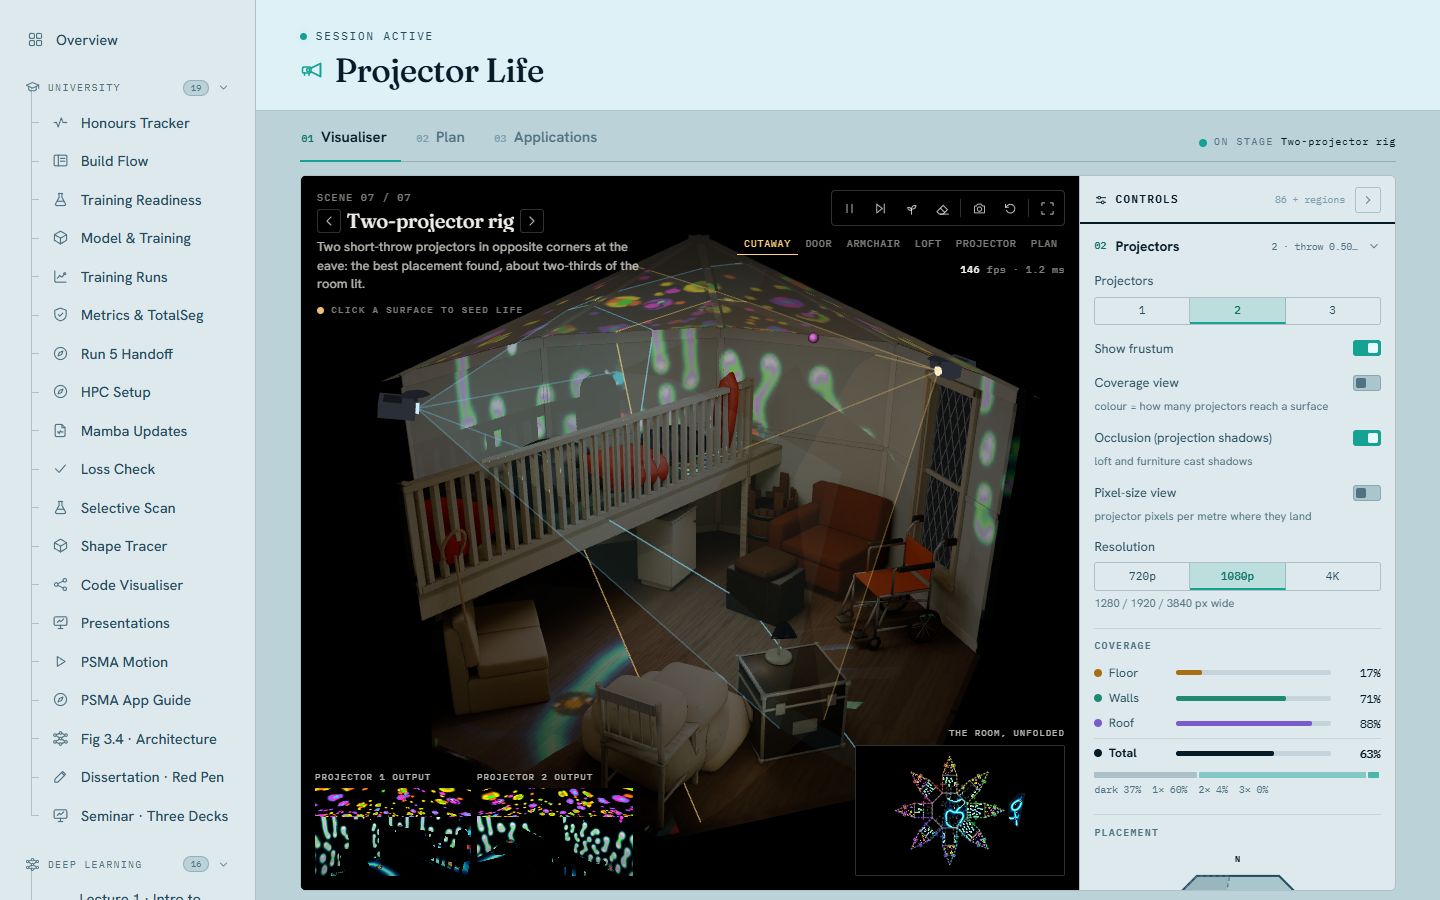 Overview
UNIVERSITY 19
Honours Tracker
Build Flow
Training Readiness
Model & Training
Training Runs
Metrics & TotalSeg
Run 5 Handoff
HPC Setup
Mamba Updates
Loss Check
Selective Scan
Shape Tracer
Code Visualiser
Presentations
PSMA Motion
PSMA App Guide
Fig 3.4 · Architecture
Dissertation · Red Pen
Seminar · Three Decks
DEEP LEARNING 16
Lecture 1 · Intro to
SESSION ACTIVE
Projector Life
01 Visualiser
02 Plan
03 Applications
ON STAGE Two-projector rig
SCENE 07 / 07
Two-projector rig
Two short-throw projectors in opposite corners at the
eave: the best placement found, about two-thirds of the
room lit.
CLICK A SURFACE TO SEED LIFE
CUTAWAY DOOR ARMCHAIR LOFT PROJECTOR PLAN
146 fps · 1.2 ms
PROJECTOR 1 OUTPUT
PROJECTOR 2 OUTPUT
THE ROOM, UNFOLDED
CONTROLS 86 + regions
02 Projectors 2 · throw 0.50…
Projectors
1 2 3
Show frustum
Coverage view
colour = how many projectors reach a surface
Occlusion (projection shadows)
loft and furniture cast shadows
Pixel-size view
projector pixels per metre where they land
Resolution
720p 1080p 4K
1280 / 1920 / 3840 px wide
COVERAGE
Floor 17%
Walls 71%
Roof 88%
Total 63%
dark 37% 1× 60% 2× 4% 3× 0%
PLACEMENT
N